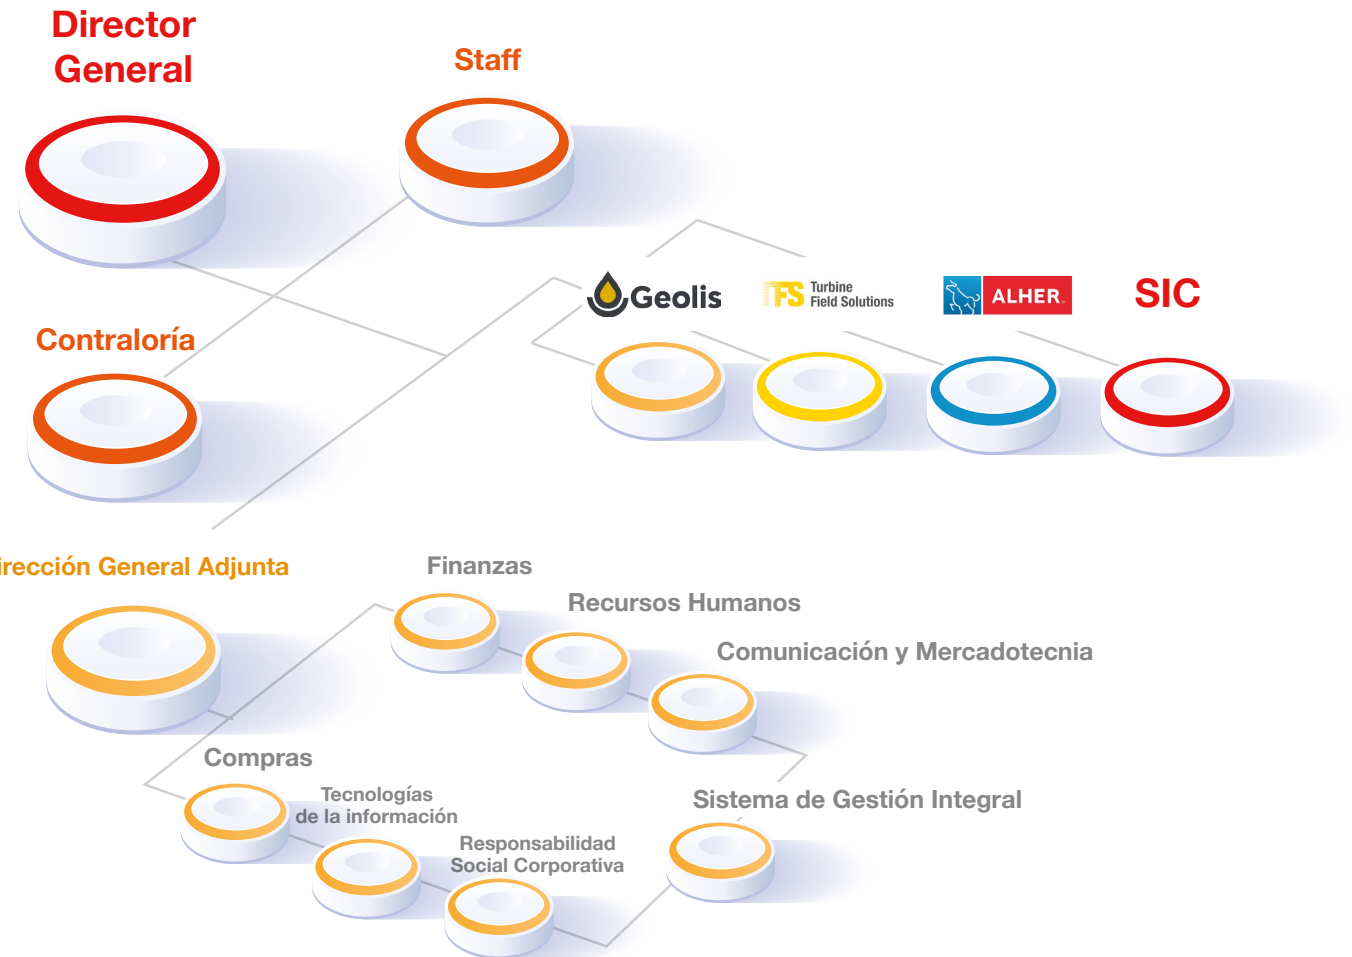 Director
General
Staff
Geolis
TFS Turbine
Field Solutions
ALHER
SIC
Contraloría
irección General Adjunta
Finanzas
Recursos Humanos
Comunicación y Mercadotecnia
Compras
Tecnologías
de la información
Responsabilidad
Social Corporativa
Sistema de Gestión Integral